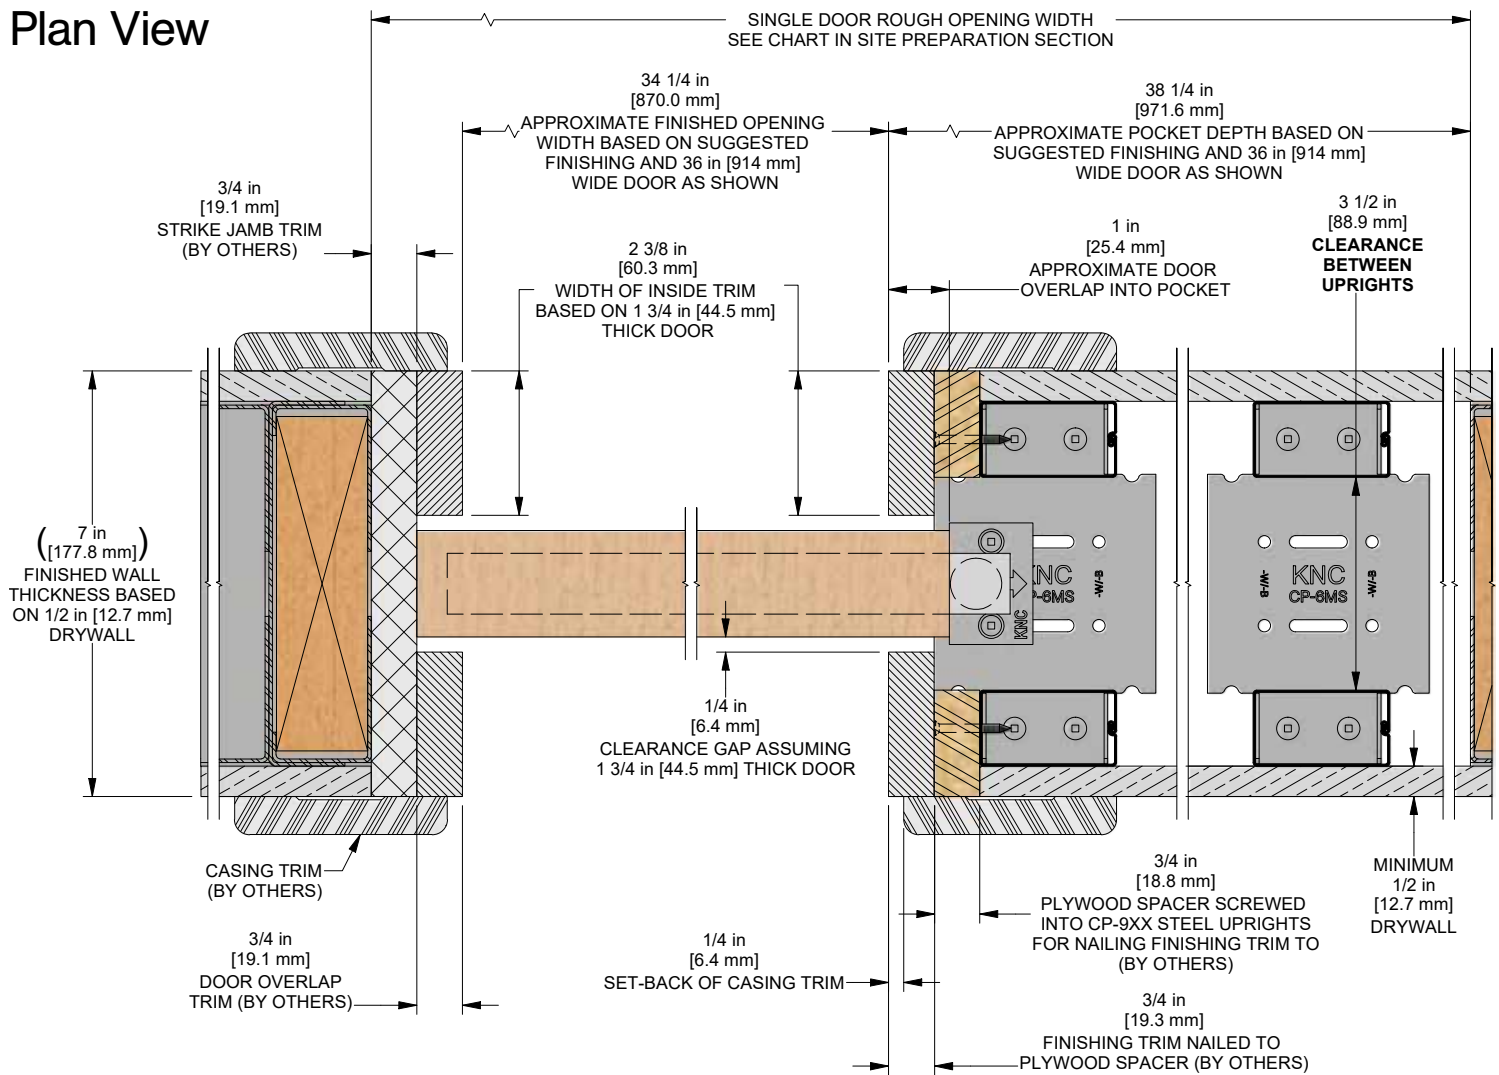 Plan View
SINGLE DOOR ROUGH OPENING WIDTH
SEE CHART IN SITE PREPARATION SECTION
34 1/4 in
[870.0 mm]
APPROXIMATE FINISHED OPENING
WIDTH BASED ON SUGGESTED
FINISHING AND 36 in [914 mm]
WIDE DOOR AS SHOWN
38 1/4 in
[971.6 mm]
APPROXIMATE POCKET DEPTH BASED ON
SUGGESTED FINISHING AND 36 in [914 mm]
WIDE DOOR AS SHOWN
3/4 in
[19.1 mm]
STRIKE JAMB TRIM
(BY OTHERS)
2 3/8 in
[60.3 mm]
WIDTH OF INSIDE TRIM
BASED ON 1 3/4 in [44.5 mm]
THICK DOOR
1 in
[25.4 mm]
APPROXIMATE DOOR
OVERLAP INTO POCKET
3 1/2 in
[88.9 mm]
CLEARANCE
BETWEEN
UPRIGHTS
(7 in
[177.8 mm])
FINISHED WALL
THICKNESS BASED
ON 1/2 in [12.7 mm]
DRYWALL
KNC
CP-6MS
-W/-B
KNC
-W/-B
KNC
CP-6MS
-W/-B
1/4 in
[6.4 mm]
CLEARANCE GAP ASSUMING
1 3/4 in [44.5 mm] THICK DOOR
CASING TRIM
(BY OTHERS)
3/4 in
[19.1 mm]
DOOR OVERLAP
TRIM (BY OTHERS)
1/4 in
[6.4 mm]
SET-BACK OF CASING TRIM
3/4 in
[18.8 mm]
PLYWOOD SPACER SCREWED
INTO CP-9XX STEEL UPRIGHTS
FOR NAILING FINISHING TRIM TO
(BY OTHERS)
MINIMUM
1/2 in
[12.7 mm]
DRYWALL
3/4 in
[19.3 mm]
FINISHING TRIM NAILED TO
PLYWOOD SPACER (BY OTHERS)